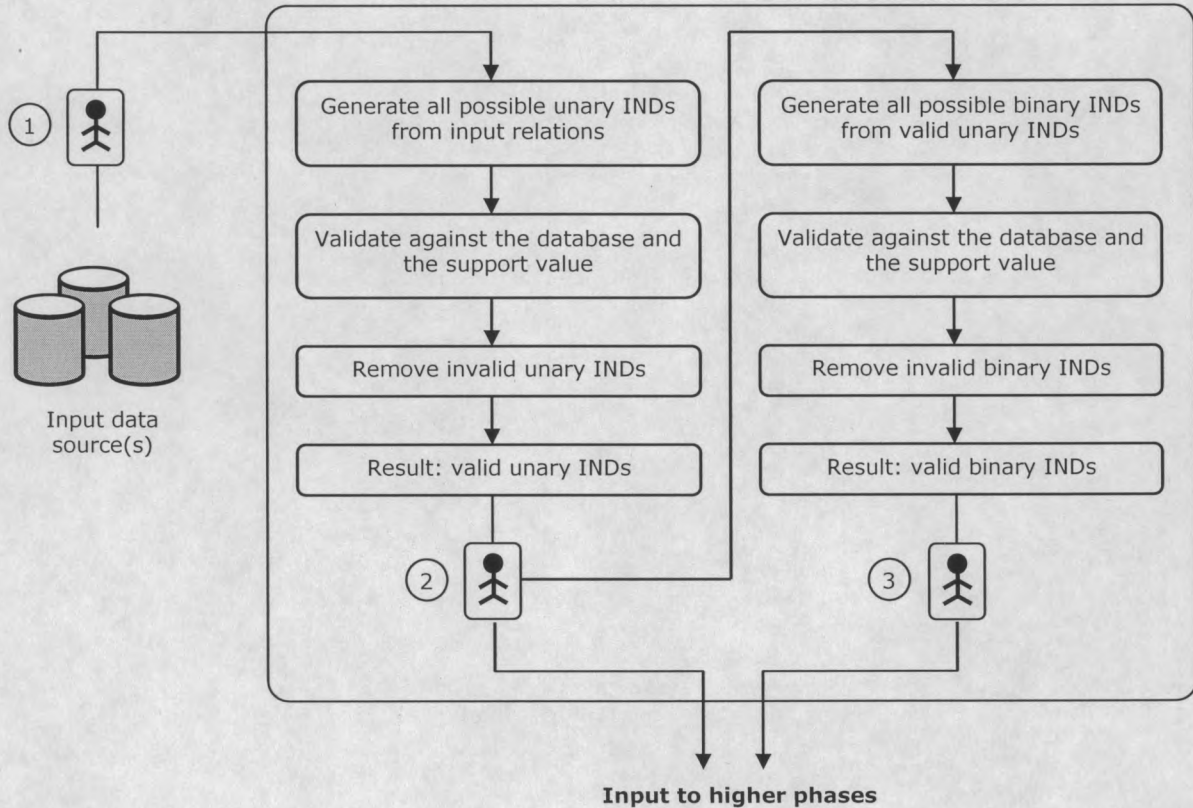 1
Input data
source(s)
Generate all possible unary INDs
from input relations
Validate against the database and
the support value
Remove invalid unary INDs
Result: valid unary INDs
2
Generate all possible binary INDs
from valid unary INDs
Validate against the database and
the support value
Remove invalid binary INDs
Result: valid binary INDs
3
Input to higher phases